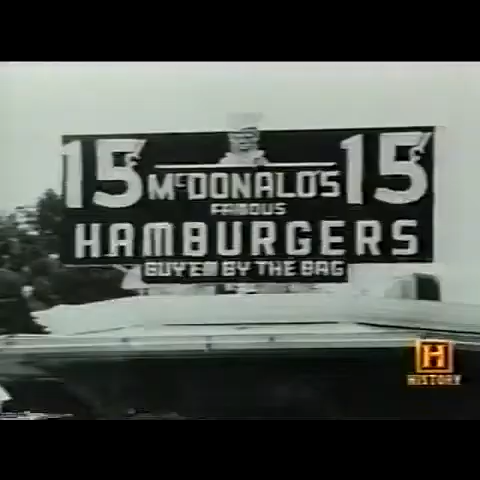 15¢ McDONALD'S 15¢
FAMOUS
HAMBURGERS
BUY'EM BY THE BAG
H
HISTORY